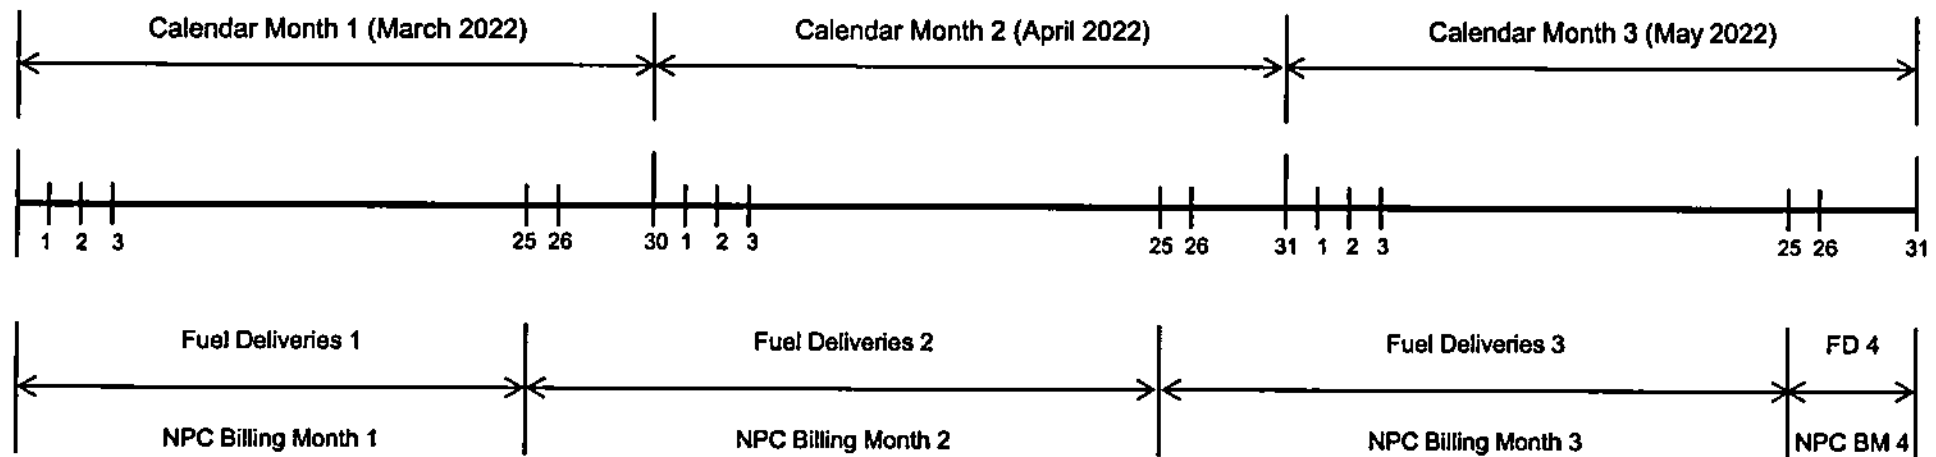 Calendar Month 1 (March 2022) Calendar Month 2 (April 2022) Calendar Month 3 (May 2022)
1 2 3 25 26 30 1 2 3 25 26 31 1 2 3 25 26 31
Fuel Deliveries 1 Fuel Deliveries 2 Fuel Deliveries 3 FD 4
NPC Billing Month 1 NPC Billing Month 2 NPC Billing Month 3 NPC BM 4